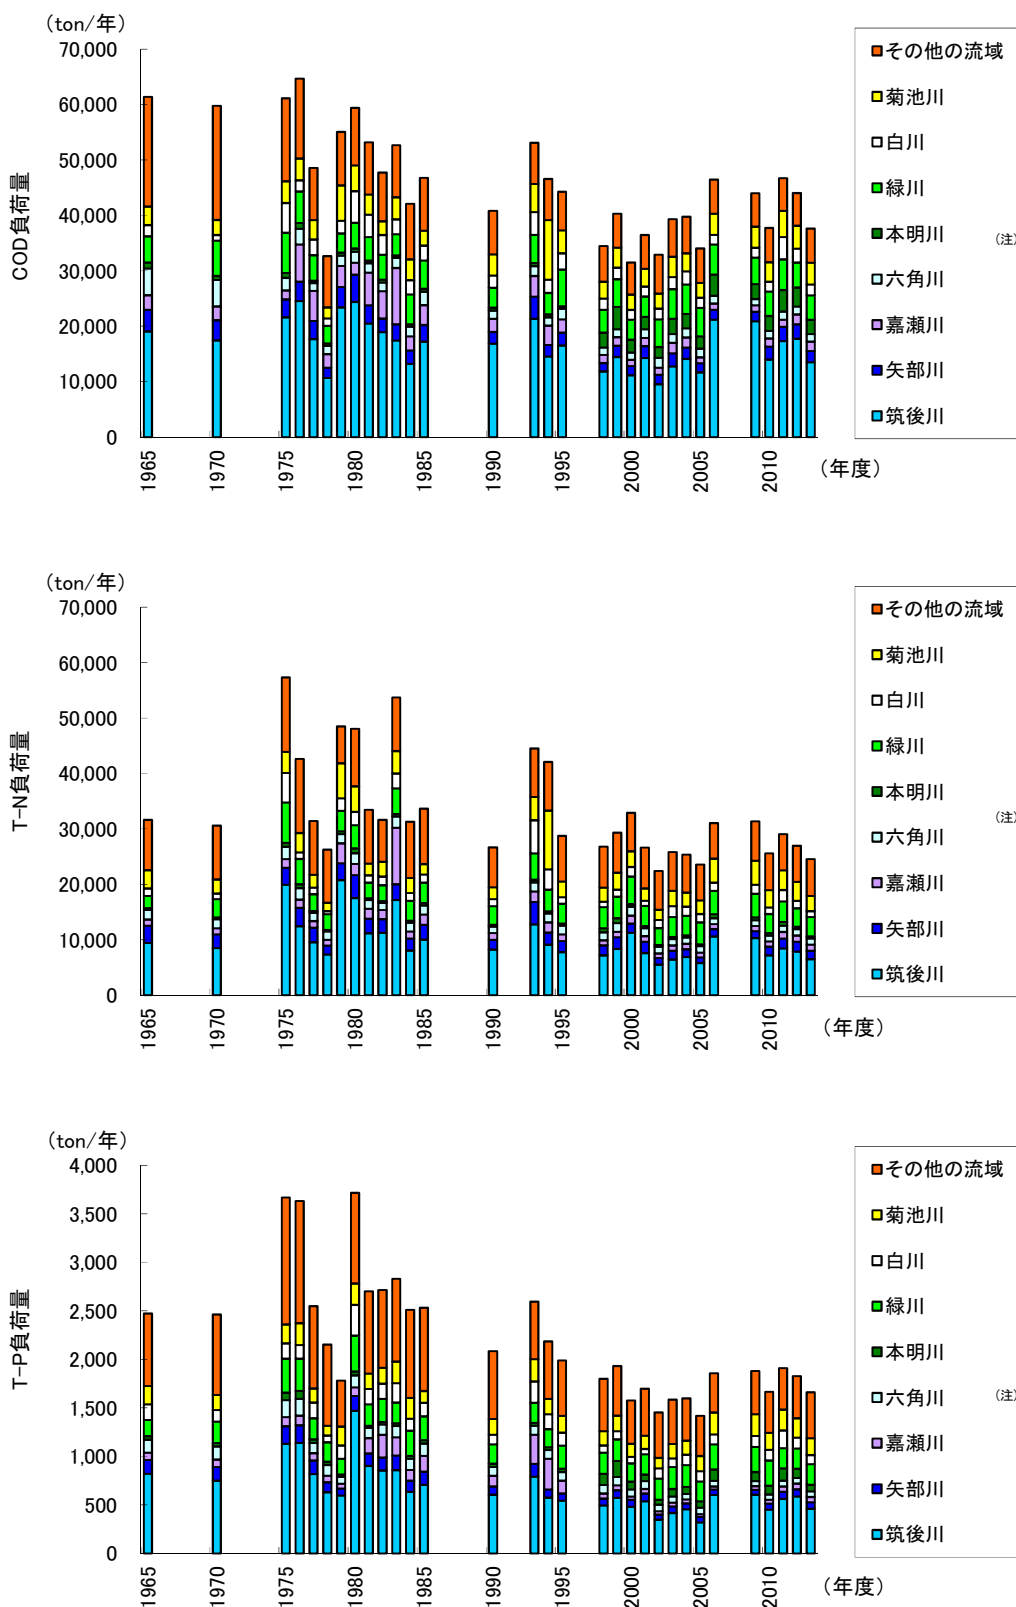 (ton/年)
COD負荷量
70,000
60,000
50,000
40,000
30,000
20,000
10,000
0
1965
1970
1975
1980
1985
1990
1995
2000
2005
2010
(年度)
その他の流域
菊池川
白川
緑川
本明川
(注)
六角川
嘉瀬川
矢部川
筑後川
(ton/年)
T-N負荷量
70,000
60,000
50,000
40,000
30,000
20,000
10,000
0
1965
1970
1975
1980
1985
1990
1995
2000
2005
2010
(年度)
その他の流域
菊池川
白川
緑川
本明川
(注)
六角川
嘉瀬川
矢部川
筑後川
(ton/年)
T-P負荷量
4,000
3,500
3,000
2,500
2,000
1,500
1,000
500
0
1965
1970
1975
1980
1985
1990
1995
2000
2005
2010
(年度)
その他の流域
菊池川
白川
緑川
本明川
(注)
六角川
嘉瀬川
矢部川
筑後川